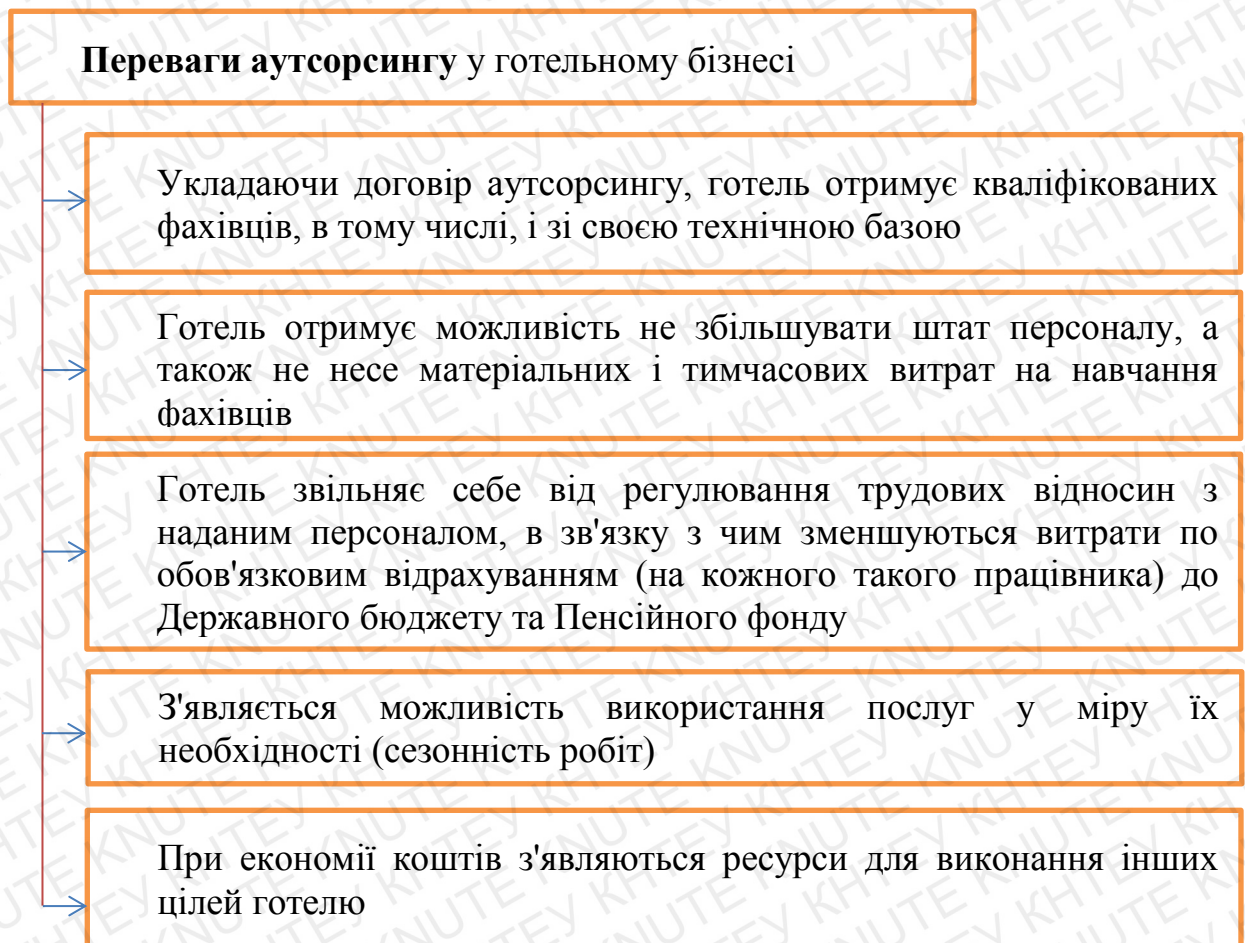 Переваги аутсорсингу у готельному бізнесі
Укладаючи договір аутсорсингу, готель отримує кваліфікованих
фахівців, в тому числі, і зі своєю технічною базою
Готель отримує можливість не збільшувати штат персоналу, а
також не несе матеріальних і тимчасових витрат на навчання
фахівців
Готель звільняє себе від регулювання трудових відносин з
наданим персоналом, в зв'язку з чим зменшуються витрати по
обов'язковим відрахуванням (на кожного такого працівника) до
Державного бюджету та Пенсійного фонду
З'являється можливість використання послуг у міру їх
необхідності (сезонність робіт)
При економії коштів з'являються ресурси для виконання інших
цілей готелю